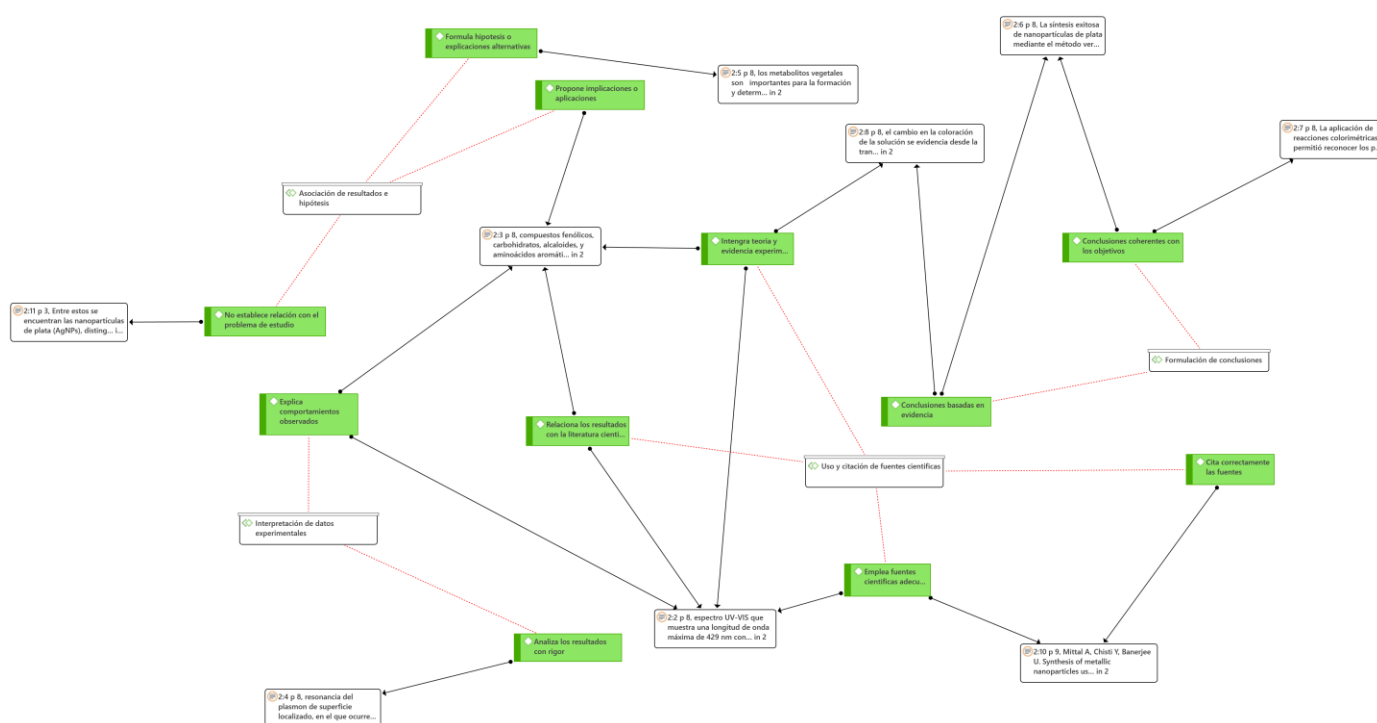 Formula hipotesis o
explicaciones alternativas
2:6 p 8, La síntesis exitosa
de nanopartículas de plata
mediante el método ver...
2:5 p 8, los metabolitos vegetales
son importantes para la formación
y determ... in 2
Propone implicaciones o
aplicaciones
2:8 p 8, el cambio en la coloración
de la solución se evidencia desde la
tran... in 2
2:7 p 8, La aplicación de
reacciones colorimétricas
permitió reconocer los p...
Asociación de resultados e
hipótesis
2:3 p 8, compuestos fenólicos,
carbohidratos, alcaloides, y
aminoácidos aromáti... in 2
Intengra teoria y
evidencia experim...
Conclusiones coherentes con
los objetivos
2:11 p 3, Entre estos se
encuentran las nanopartículas
de plata (AgNPs), disting... i...
No establece relación con el
problema de estudio
Formulación de conclusiones
Explica
comportamientos
observados
Conclusiones basadas en
evidencia
Relaciona los resultados
con la literatura cienti...
Uso y citación de fuentes científicas
Cita correctamente
las fuentes
Interpretación de datos
experimentales
Emplea fuentes
científicas adecu...
2:2 p 8, espectro UV-VIS que
muestra una longitud de onda
máxima de 429 nm con... in 2
Analiza los resultados
con rigor
2:10 p 9, Mittal A, Chisti Y, Banerjee
U. Synthesis of metallic
nanoparticles us... in 2
2:4 p 8, resonancia del
plasmon de superficie
localizado, en el que ocurre...